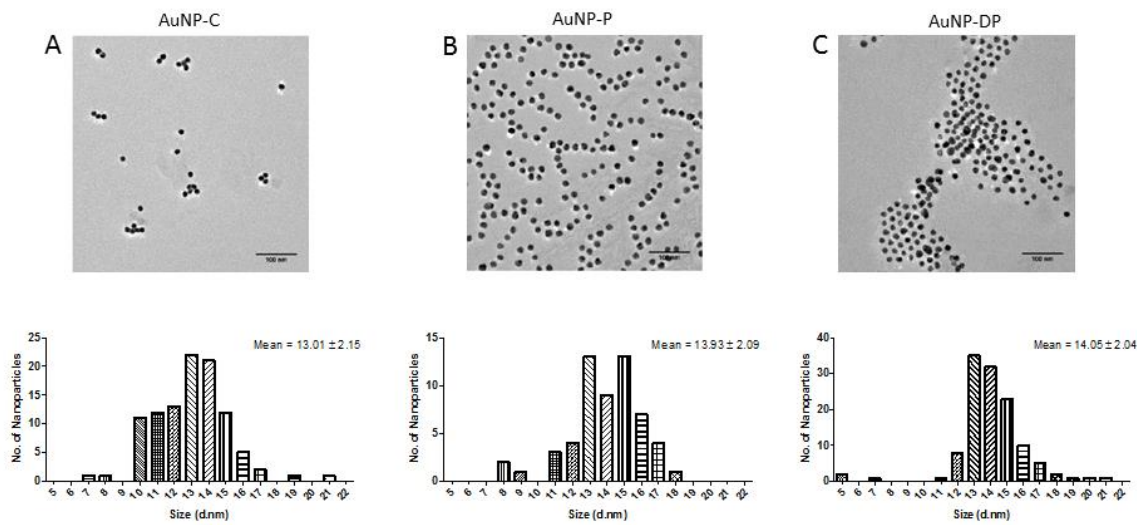 AuNP-C
AuNP-P
AuNP-DP
A
B
C
100 nm
100 nm
100 nm
Mean = 13.01 ± 2.15
No. of Nanoparticles
25
20
15
10
5
0
5 6 7 8 9 10 11 12 13 14 15 16 17 18 19 20 21 22
Size (d.nm)
Mean = 13.93 ± 2.09
No. of Nanoparticles
15
10
5
0
5 6 7 8 9 10 11 12 13 14 15 16 17 18 19 20 21 22
Size (d.nm)
Mean = 14.05 ± 2.04
No. of Nanoparticles
40
30
20
10
0
5 6 7 8 9 10 11 12 13 14 15 16 17 18 19 20 21 22
Size (d.nm)